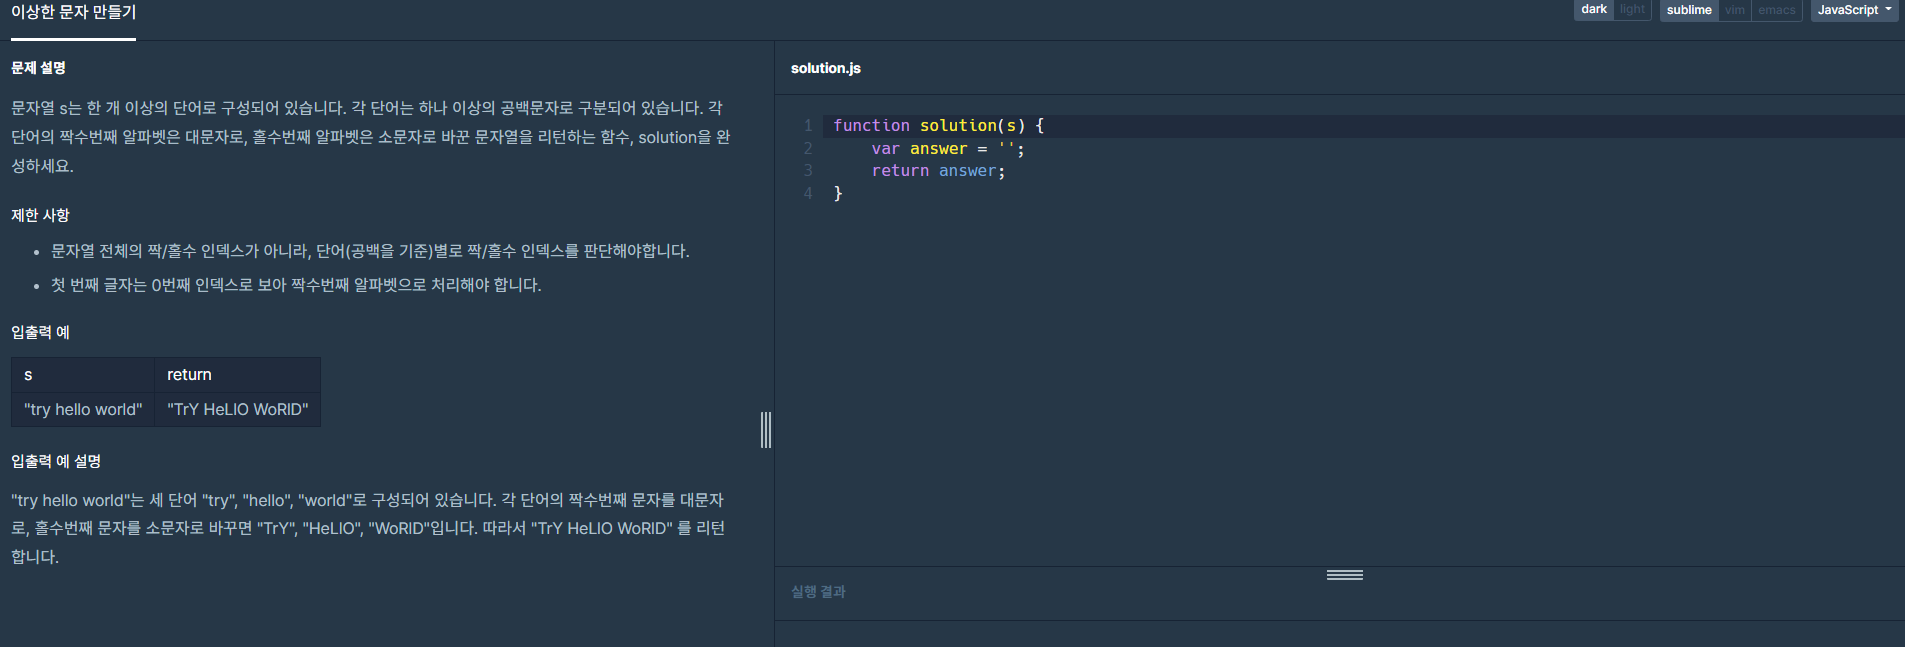 이상한 문자 만들기
dark light sublime vim emacs JavaScript
문제 설명
문자열 s는 한 개 이상의 단어로 구성되어 있습니다. 각 단어는 하나 이상의 공백문자로 구분되어 있습니다. 각
단어의 짝수번째 알파벳은 대문자로, 홀수번째 알파벳은 소문자로 바꾼 문자열을 리턴하는 함수, solution을 완
성하세요.
제한 사항
• 문자열 전체의 짝/홀수 인덱스가 아니라, 단어(공백을 기준)별로 짝/홀수 인덱스를 판단해야합니다.
• 첫 번째 글자는 0번째 인덱스로 보아 짝수번째 알파벳으로 처리해야 합니다.
입출력 예
s return
"try hello world" "TrY HeLlO WoRlD"
입출력 예 설명
"try hello world"는 세 단어 "try", "hello", "world"로 구성되어 있습니다. 각 단어의 짝수번째 문자를 대문자
로, 홀수번째 문자를 소문자로 바꾸면 "TrY", "HeLlO", "WoRlD"입니다. 따라서 "TrY HeLlO WoRlD" 를 리턴
합니다.
solution.js
1 function solution(s) {
2     var answer = '';
3     return answer;
4 }
실행 결과